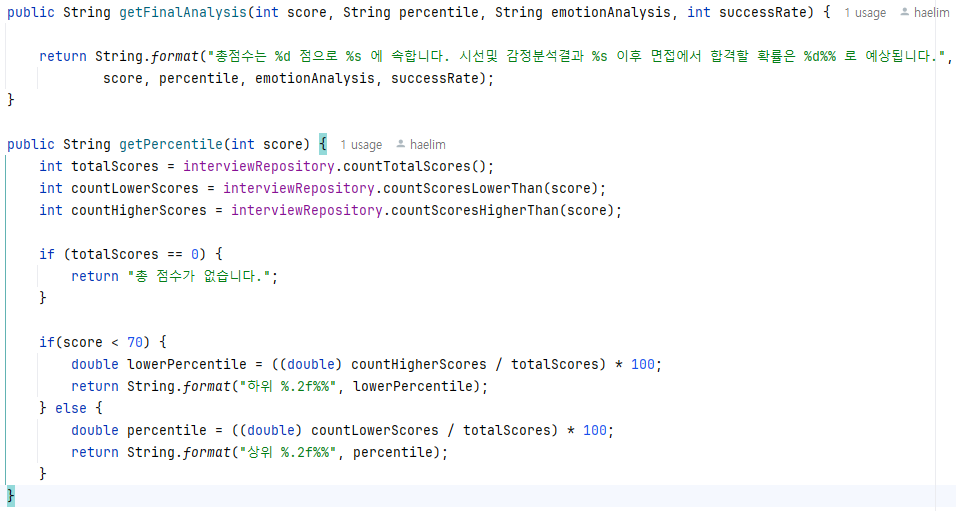 public String getFinalAnalysis(int score, String percentile, String emotionAnalysis, int successRate) { 1 usage haelim
return String.format("총점수는 %d 점으로 %s 에 속합니다. 시선및 감정분석결과 %s 이후 면접에서 합격할 확률은 %d%% 로 예상됩니다.",
score, percentile, emotionAnalysis, successRate);
}
public String getPercentile(int score) { 1 usage haelim
int totalScores = interviewRepository.countTotalScores();
int countLowerScores = interviewRepository.countScoresLowerThan(score);
int countHigherScores = interviewRepository.countScoresHigherThan(score);
if (totalScores == 0) {
return "총 점수가 없습니다.";
}
if(score < 70) {
double lowerPercentile = ((double) countHigherScores / totalScores) * 100;
return String.format("하위 %.2f%%", lowerPercentile);
} else {
double percentile = ((double) countLowerScores / totalScores) * 100;
return String.format("상위 %.2f%%", percentile);
}
}